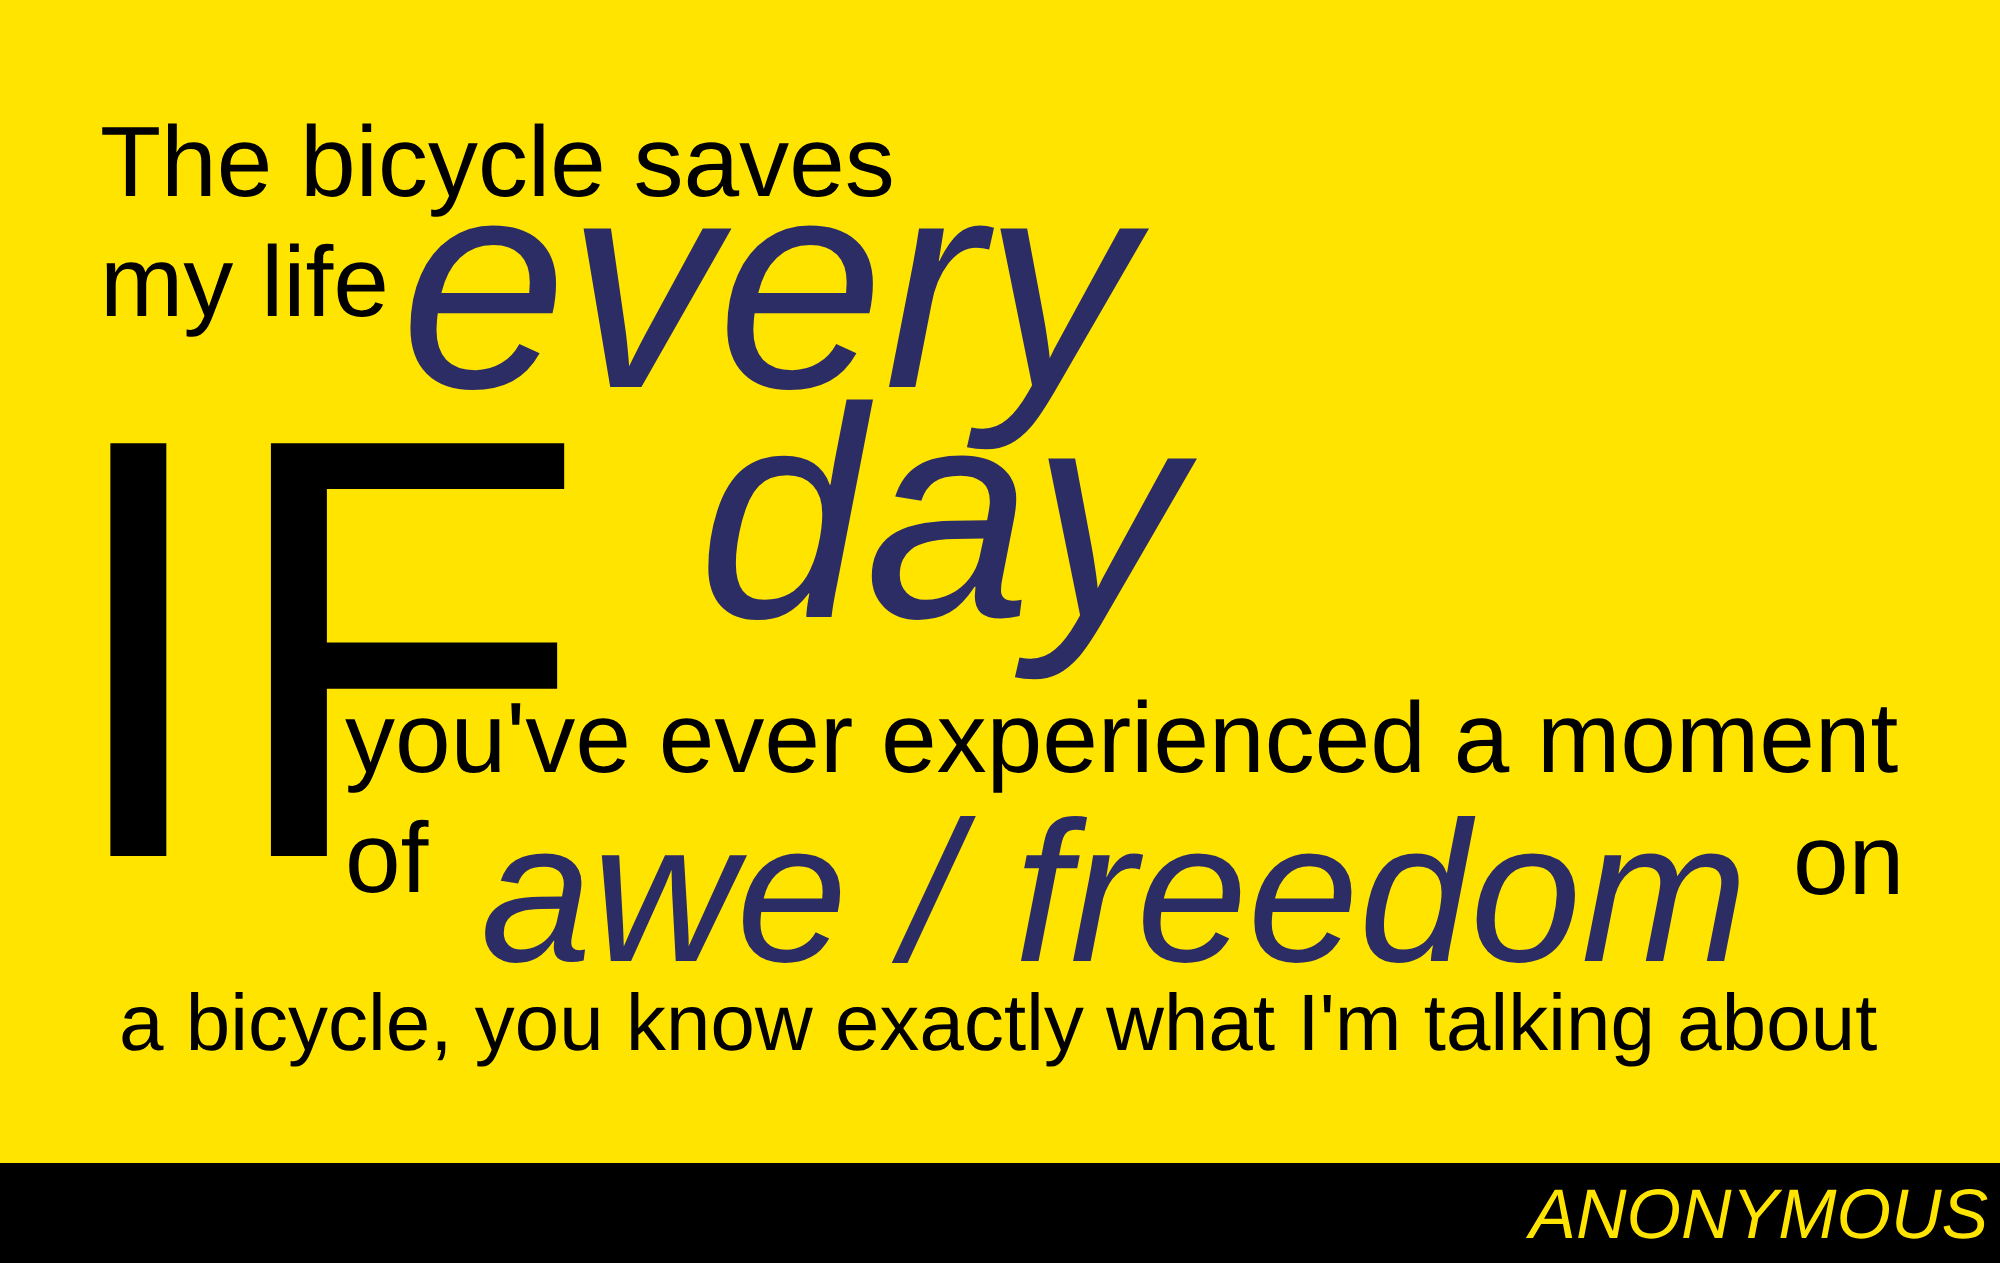 The bicycle saves
my life every
day
IF
you've ever experienced a moment
of awe / freedom on
a bicycle, you know exactly what I'm talking about
ANONYMOUS